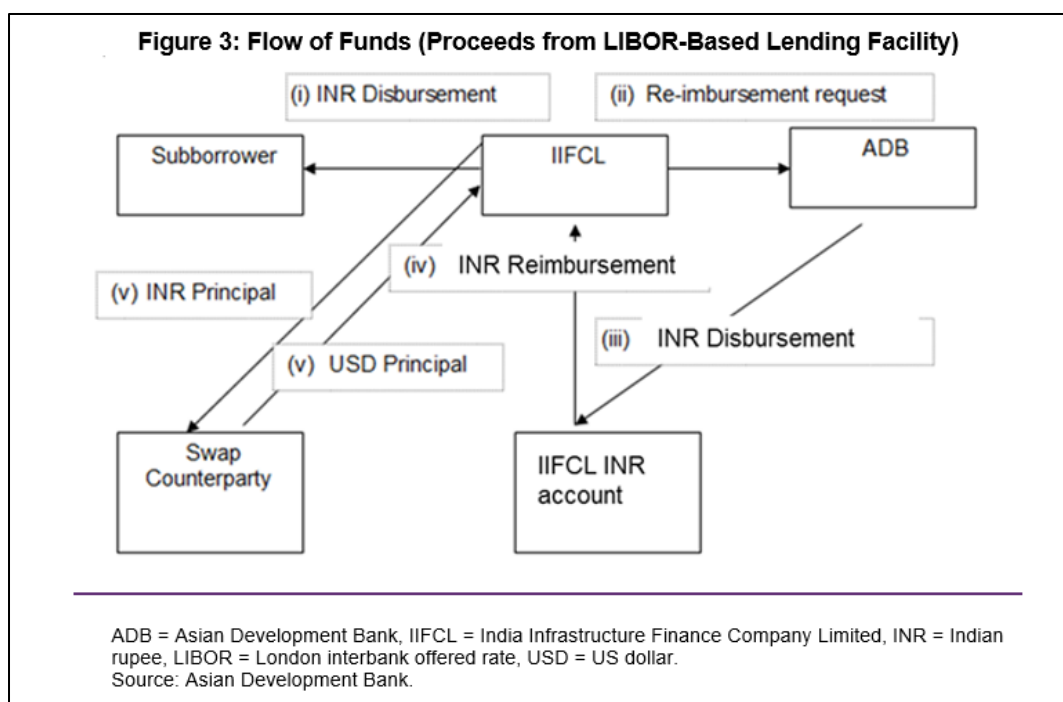 Figure 3: Flow of Funds (Proceeds from LIBOR-Based Lending Facility)
(i) INR Disbursement
(ii) Re-imbursement request
Subborrower
IIFCL
ADB
(iv) INR Reimbursement
(v) INR Principal
(iii) INR Disbursement
(v) USD Principal
Swap
Counterparty
IIFCL INR
account
ADB = Asian Development Bank, IIFCL = India Infrastructure Finance Company Limited, INR = Indian
rupee, LIBOR = London interbank offered rate, USD = US dollar.
Source: Asian Development Bank.